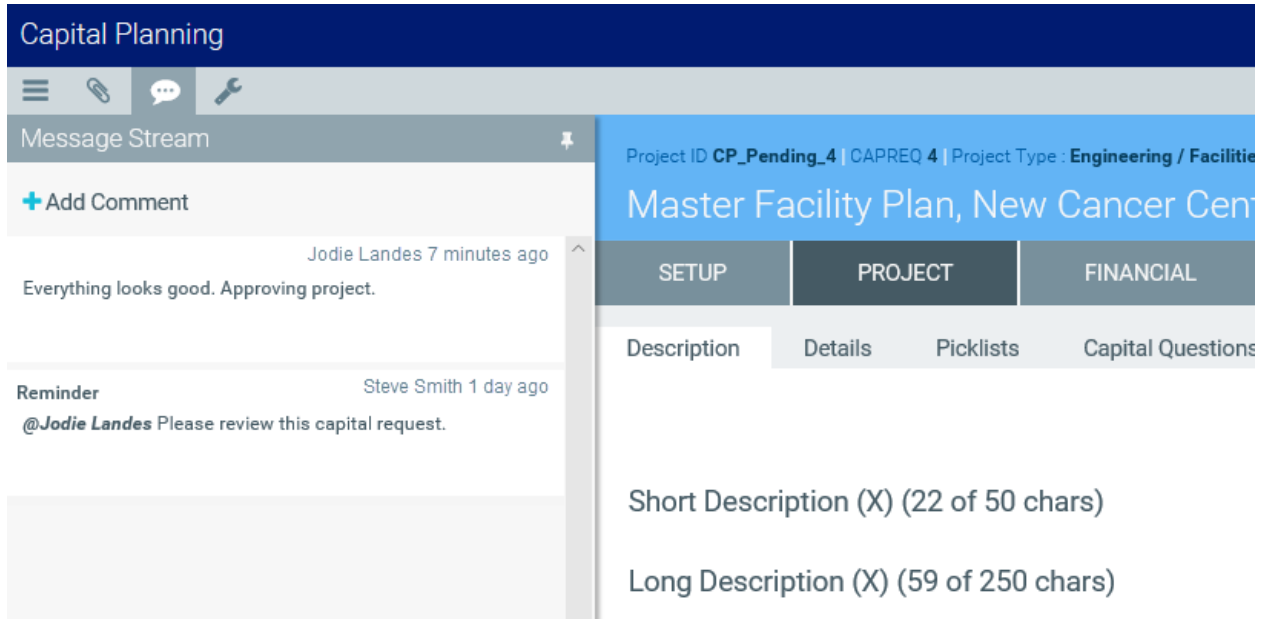 Capital Planning
Message Stream
+ Add Comment
Jodie Landes 7 minutes ago
Everything looks good. Approving project.
Reminder
Steve Smith 1 day ago
@Jodie Landes Please review this capital request.
Project ID CP_Pending_4 | CAPREQ 4 | Project Type : Engineering / Facilitie
Master Facility Plan, New Cancer Cent
SETUP PROJECT FINANCIAL
Description Details Picklists Capital Questions
Short Description (X) (22 of 50 chars)
Long Description (X) (59 of 250 chars)